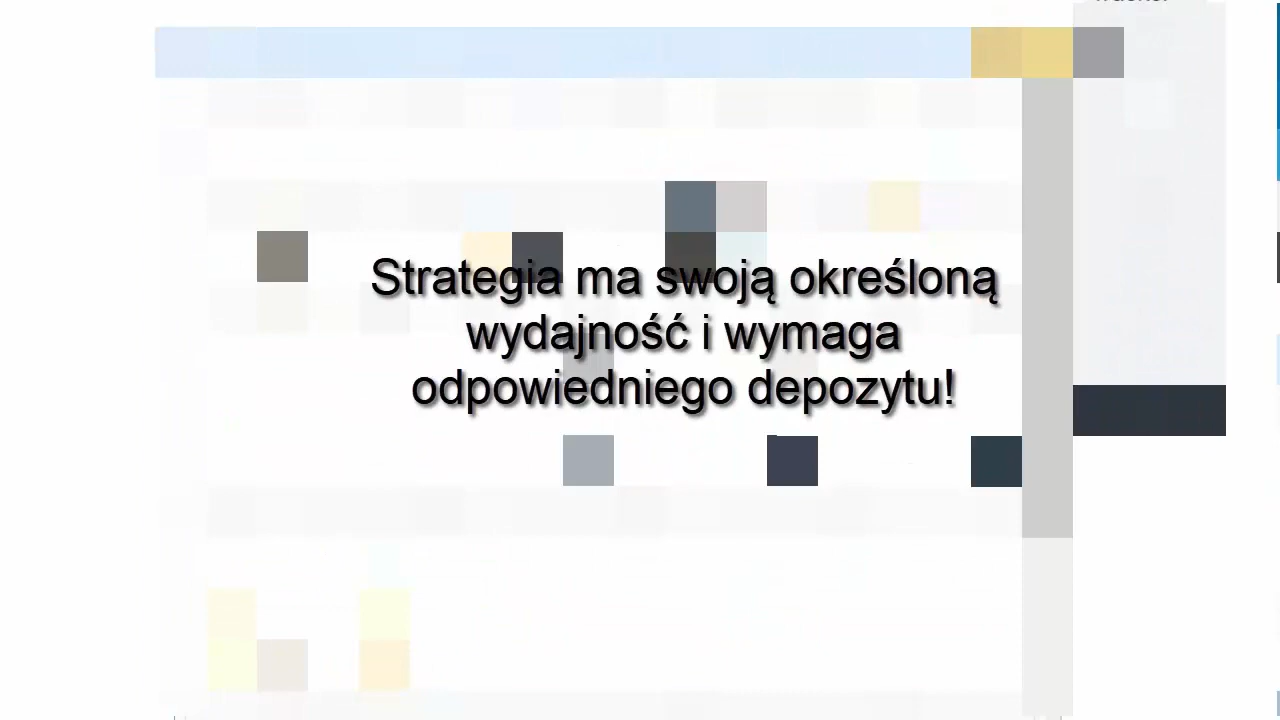 Strategia ma swoją określoną
wydajność i wymaga
odpowiedniego depozytu!